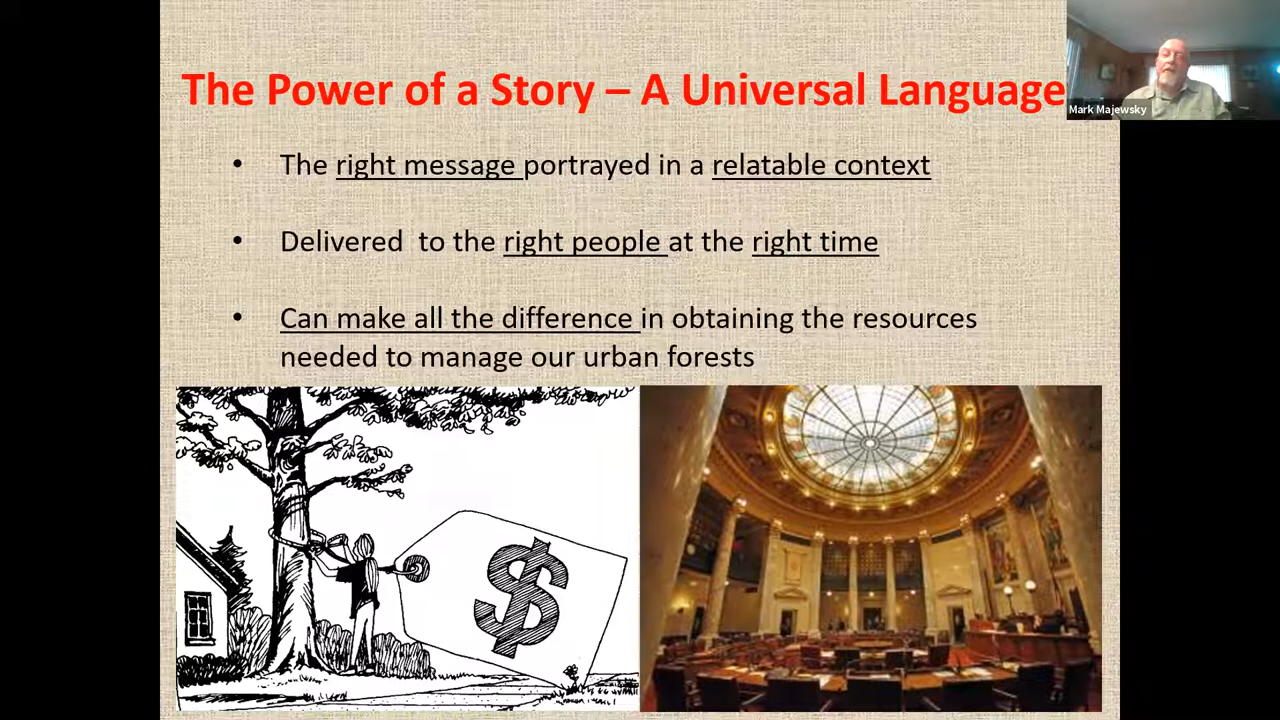 The Power of a Story – A Universal Language
Mark Majewsky
• The right message portrayed in a relatable context
• Delivered  to the right people at the right time
• Can make all the difference in obtaining the resources
needed to manage our urban forests
$